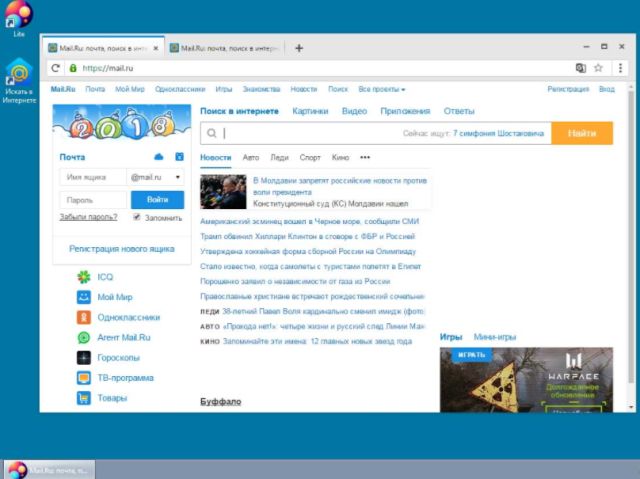 Lite
Искать в
Интернете
Mail.Ru: почта, поиск в инте
Mail.Ru: почта, поиск в интерн
https://mail.ru
Mail.Ru Почта Мой Мир Одноклассники Игры Знакомства Новости Поиск Все проекты Регистрация Вход
2018
Поиск в интернете Картинки Видео Приложения Ответы
Сейчас ищут: 7 симфония Шостаковича
Найти
Почта
Имя ящика @mail.ru
Пароль Войти
Забыли пароль? Запомнить
Регистрация нового ящика
ICQ
Мой Мир
Одноклассники
Агент Mail.Ru
Гороскопы
ТВ-программа
Товары
Новости Авто Леди Спорт Кино •••
В Молдавии запретят российские новости против
воли президента
Конституционный суд (КС) Молдавии нашел
Американский эсминец вошел в Черное море, сообщили СМИ
Трамп обвинил Хиллари Клинтон в сговоре с ФБР и Россией
Утверждена хоккейная форма сборной России на Олимпиаду
Стало известно, когда самолеты с туристами полетят в Египет
Порошенко заявил о независимости от газа из России
Православные христиане встречают рождественский сочельни
ЛЕДИ 38-летний Павел Воля кардинально сменил имидж (фото
АВТО «Прохода нет!»: четыре жизни и русский след Линии Ман
КИНО Запоминайте эти имена: 12 главных новых звезд года
Буффало
Игры Мини-игры
ИГРАТЬ
WARFACE
Долгожданное
обновление
Mail.Ru: почта, п...